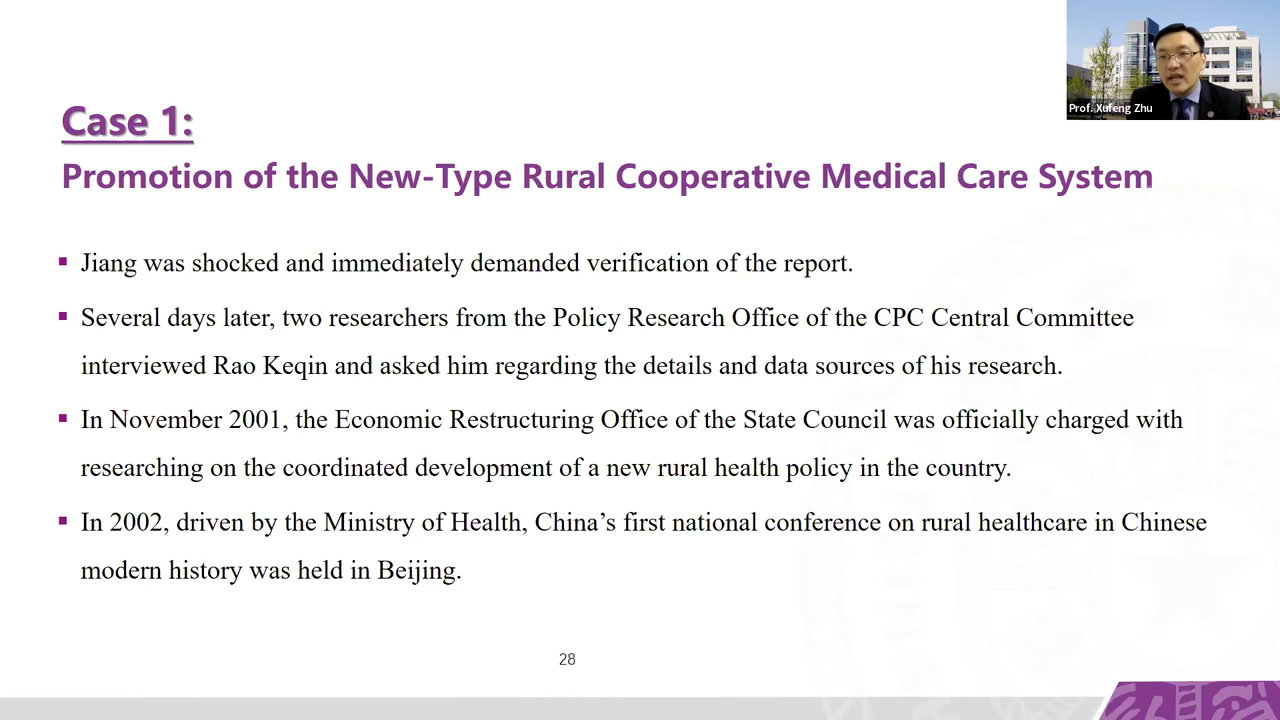 Prof. Xufeng Zhu
Case 1:
Promotion of the New-Type Rural Cooperative Medical Care System
Jiang was shocked and immediately demanded verification of the report.
Several days later, two researchers from the Policy Research Office of the CPC Central Committee
interviewed Rao Keqin and asked him regarding the details and data sources of his research.
In November 2001, the Economic Restructuring Office of the State Council was officially charged with
researching on the coordinated development of a new rural health policy in the country.
In 2002, driven by the Ministry of Health, China’s first national conference on rural healthcare in Chinese
modern history was held in Beijing.
28